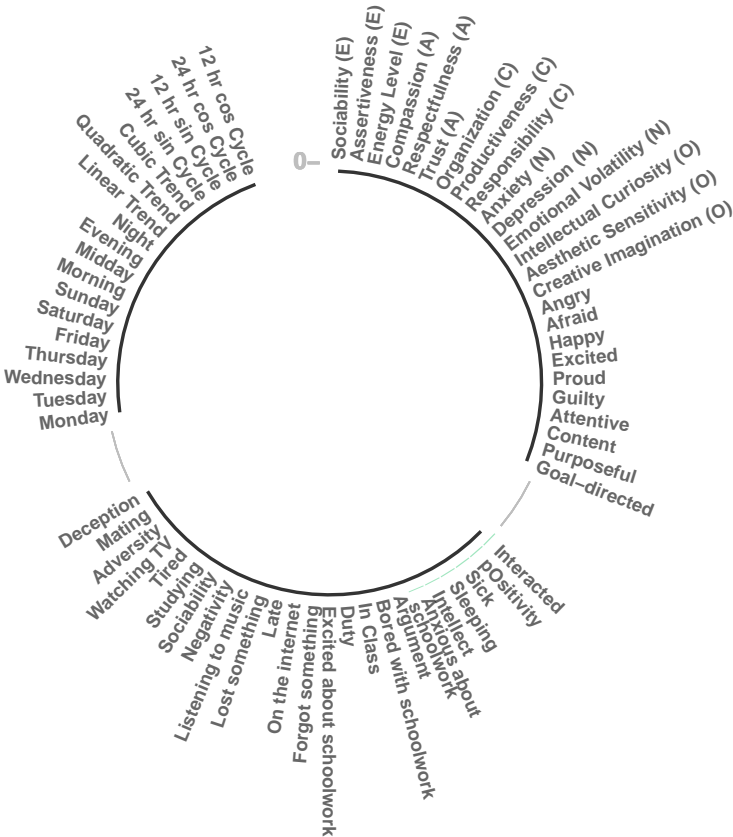 0–
Sociability (E)
Assertiveness (E)
Energy Level (E)
Compassion (A)
Respectfulness (A)
Trust (A)
Organization (C)
Productiveness (C)
Responsibility (C)
Anxiety (N)
Depression (N)
Emotional Volatility (N)
Intellectual Curiosity (O)
Aesthetic Sensitivity (O)
Creative Imagination (O)
Angry
Afraid
Happy
Excited
Proud
Guilty
Attentive
Content
Purposeful
Goal–directed
Interacted
pOsitivity
Sick
Sleeping
Intellect
Anxious about
schoolwork
Argument
Bored with schoolwork
In Class
Duty
Excited about schoolwork
Forgot something
On the internet
Late
Lost something
Listening to music
Negativity
Sociability
Studying
Tired
Watching TV
Adversity
Mating
Deception
Monday
Tuesday
Wednesday
Thursday
Friday
Saturday
Sunday
Morning
Midday
Evening
Night
Linear Trend
Quadratic Trend
Cubic Trend
24 hr sin Cycle
12 hr sin Cycle
24 hr cos Cycle
12 hr cos Cycle